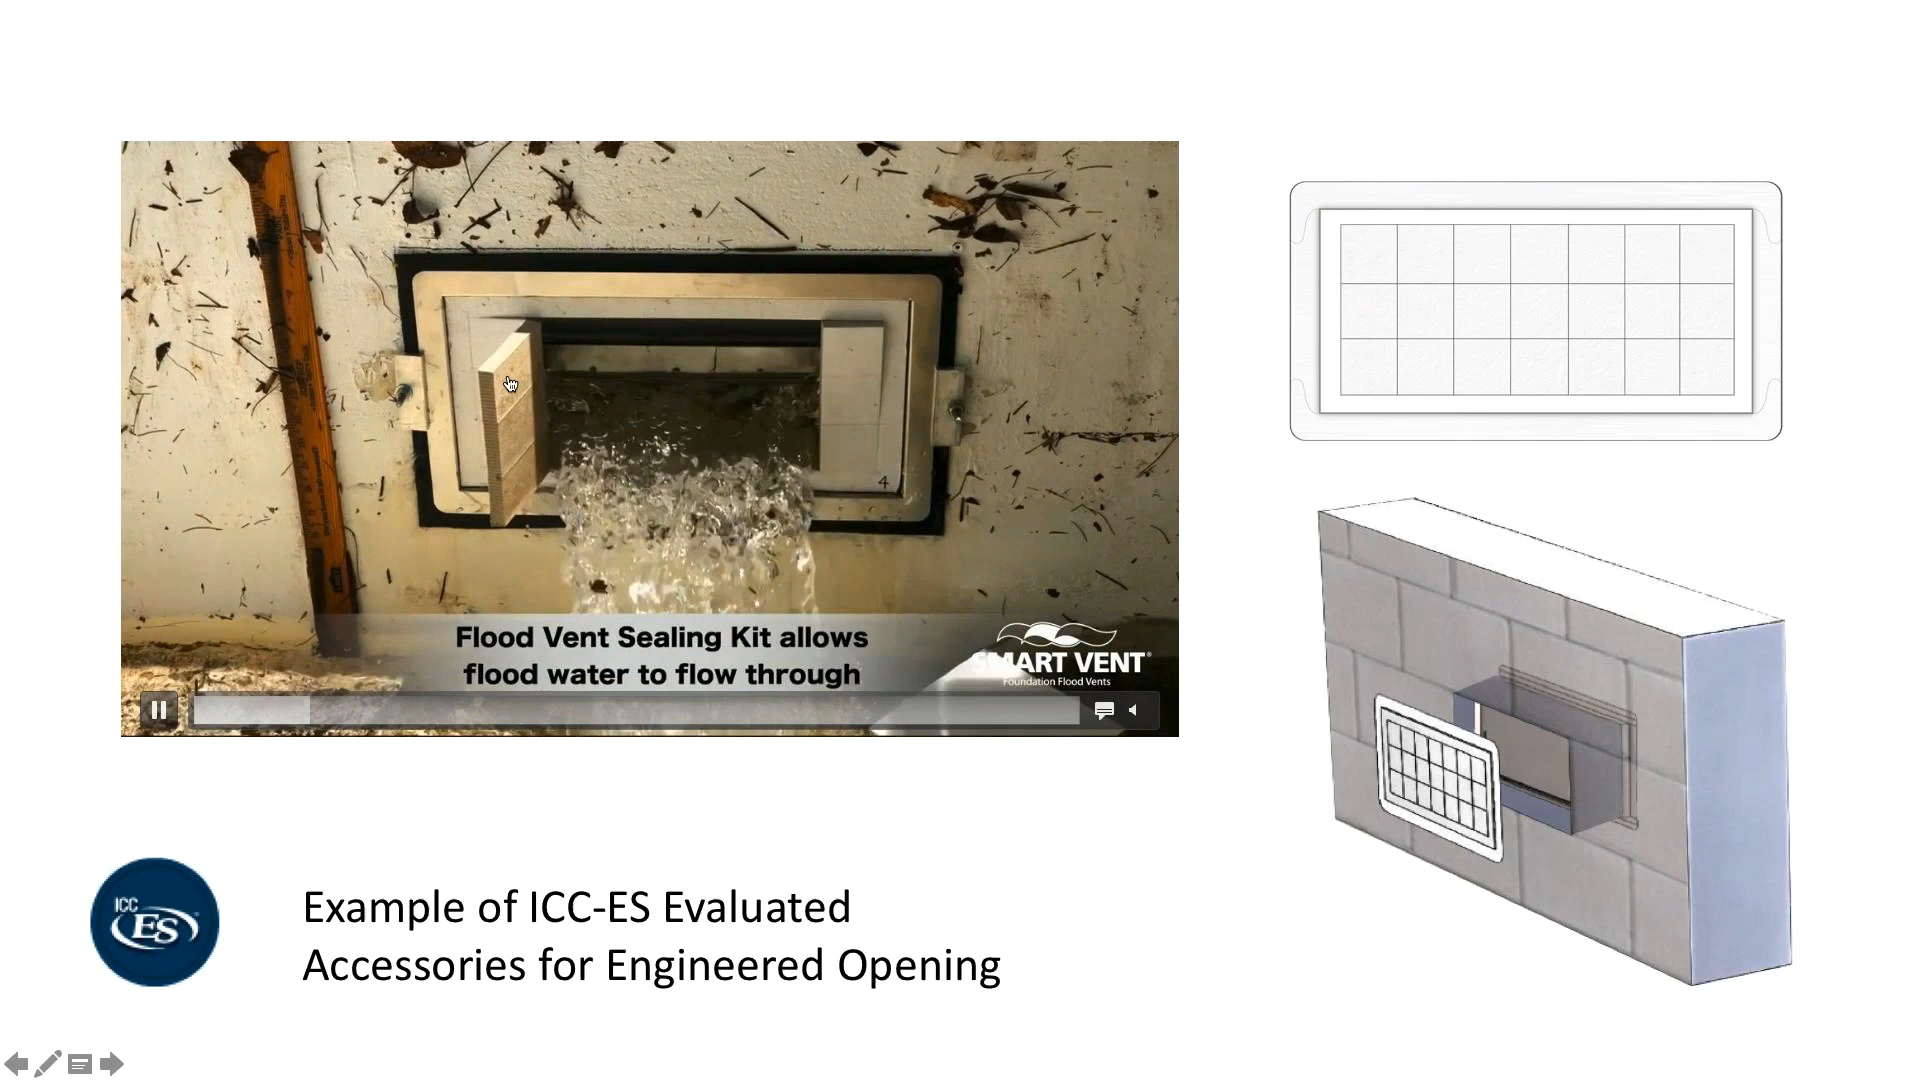 4
Flood Vent Sealing Kit allows
flood water to flow through
SMART VENT®
Foundation Flood Vents
ICC
ES
Example of ICC-ES Evaluated
Accessories for Engineered Opening